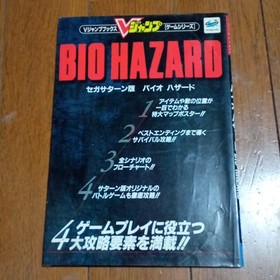 Vジャンプブックス
Vジャンプ
[ゲームシリーズ]
BIO HAZARD
セガサターン版 バイオ ハザード
1 アイテムや敵の位置が
一目でわかる
特大マップポスター!!
2 ベストエンディングまで導く
サバイバル攻略!!
3 全シナリオの
フローチャート!!
4 サターン版オリジナルの
バトルゲームも徹底攻略!!
4 ゲームプレイに役立つ
大攻略要素を満載!!